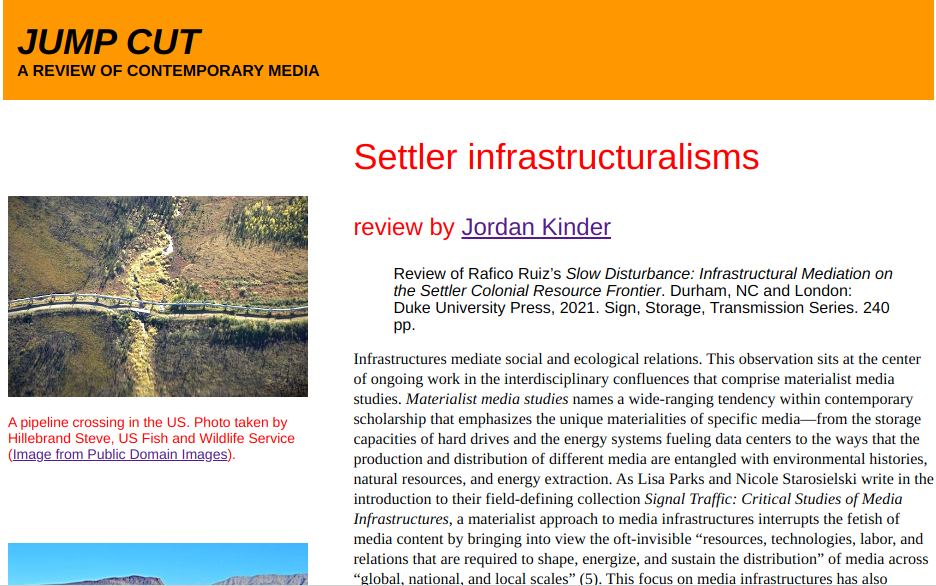 JUMP CUT
A REVIEW OF CONTEMPORARY MEDIA
Settler infrastructuralisms
review by Jordan Kinder
Review of Rafico Ruiz’s Slow Disturbance: Infrastructural Mediation on
the Settler Colonial Resource Frontier. Durham, NC and London:
Duke University Press, 2021. Sign, Storage, Transmission Series. 240
pp.
Infrastructures mediate social and ecological relations. This observation sits at the center
of ongoing work in the interdisciplinary confluences that comprise materialist media
studies. Materialist media studies names a wide-ranging tendency within contemporary
scholarship that emphasizes the unique materialities of specific media—from the storage
capacities of hard drives and the energy systems fueling data centers to the ways that the
production and distribution of different media are entangled with environmental histories,
natural resources, and energy extraction. As Lisa Parks and Nicole Starosielski write in the
introduction to their field-defining collection Signal Traffic: Critical Studies of Media
Infrastructures, a materialist approach to media infrastructures interrupts the fetish of
media content by bringing into view the oft-invisible “resources, technologies, labor, and
relations that are required to shape, energize, and sustain the distribution” of media across
“global, national, and local scales” (5). This focus on media infrastructures has also
A pipeline crossing in the US. Photo taken by
Hillebrand Steve, US Fish and Wildlife Service
(Image from Public Domain Images).